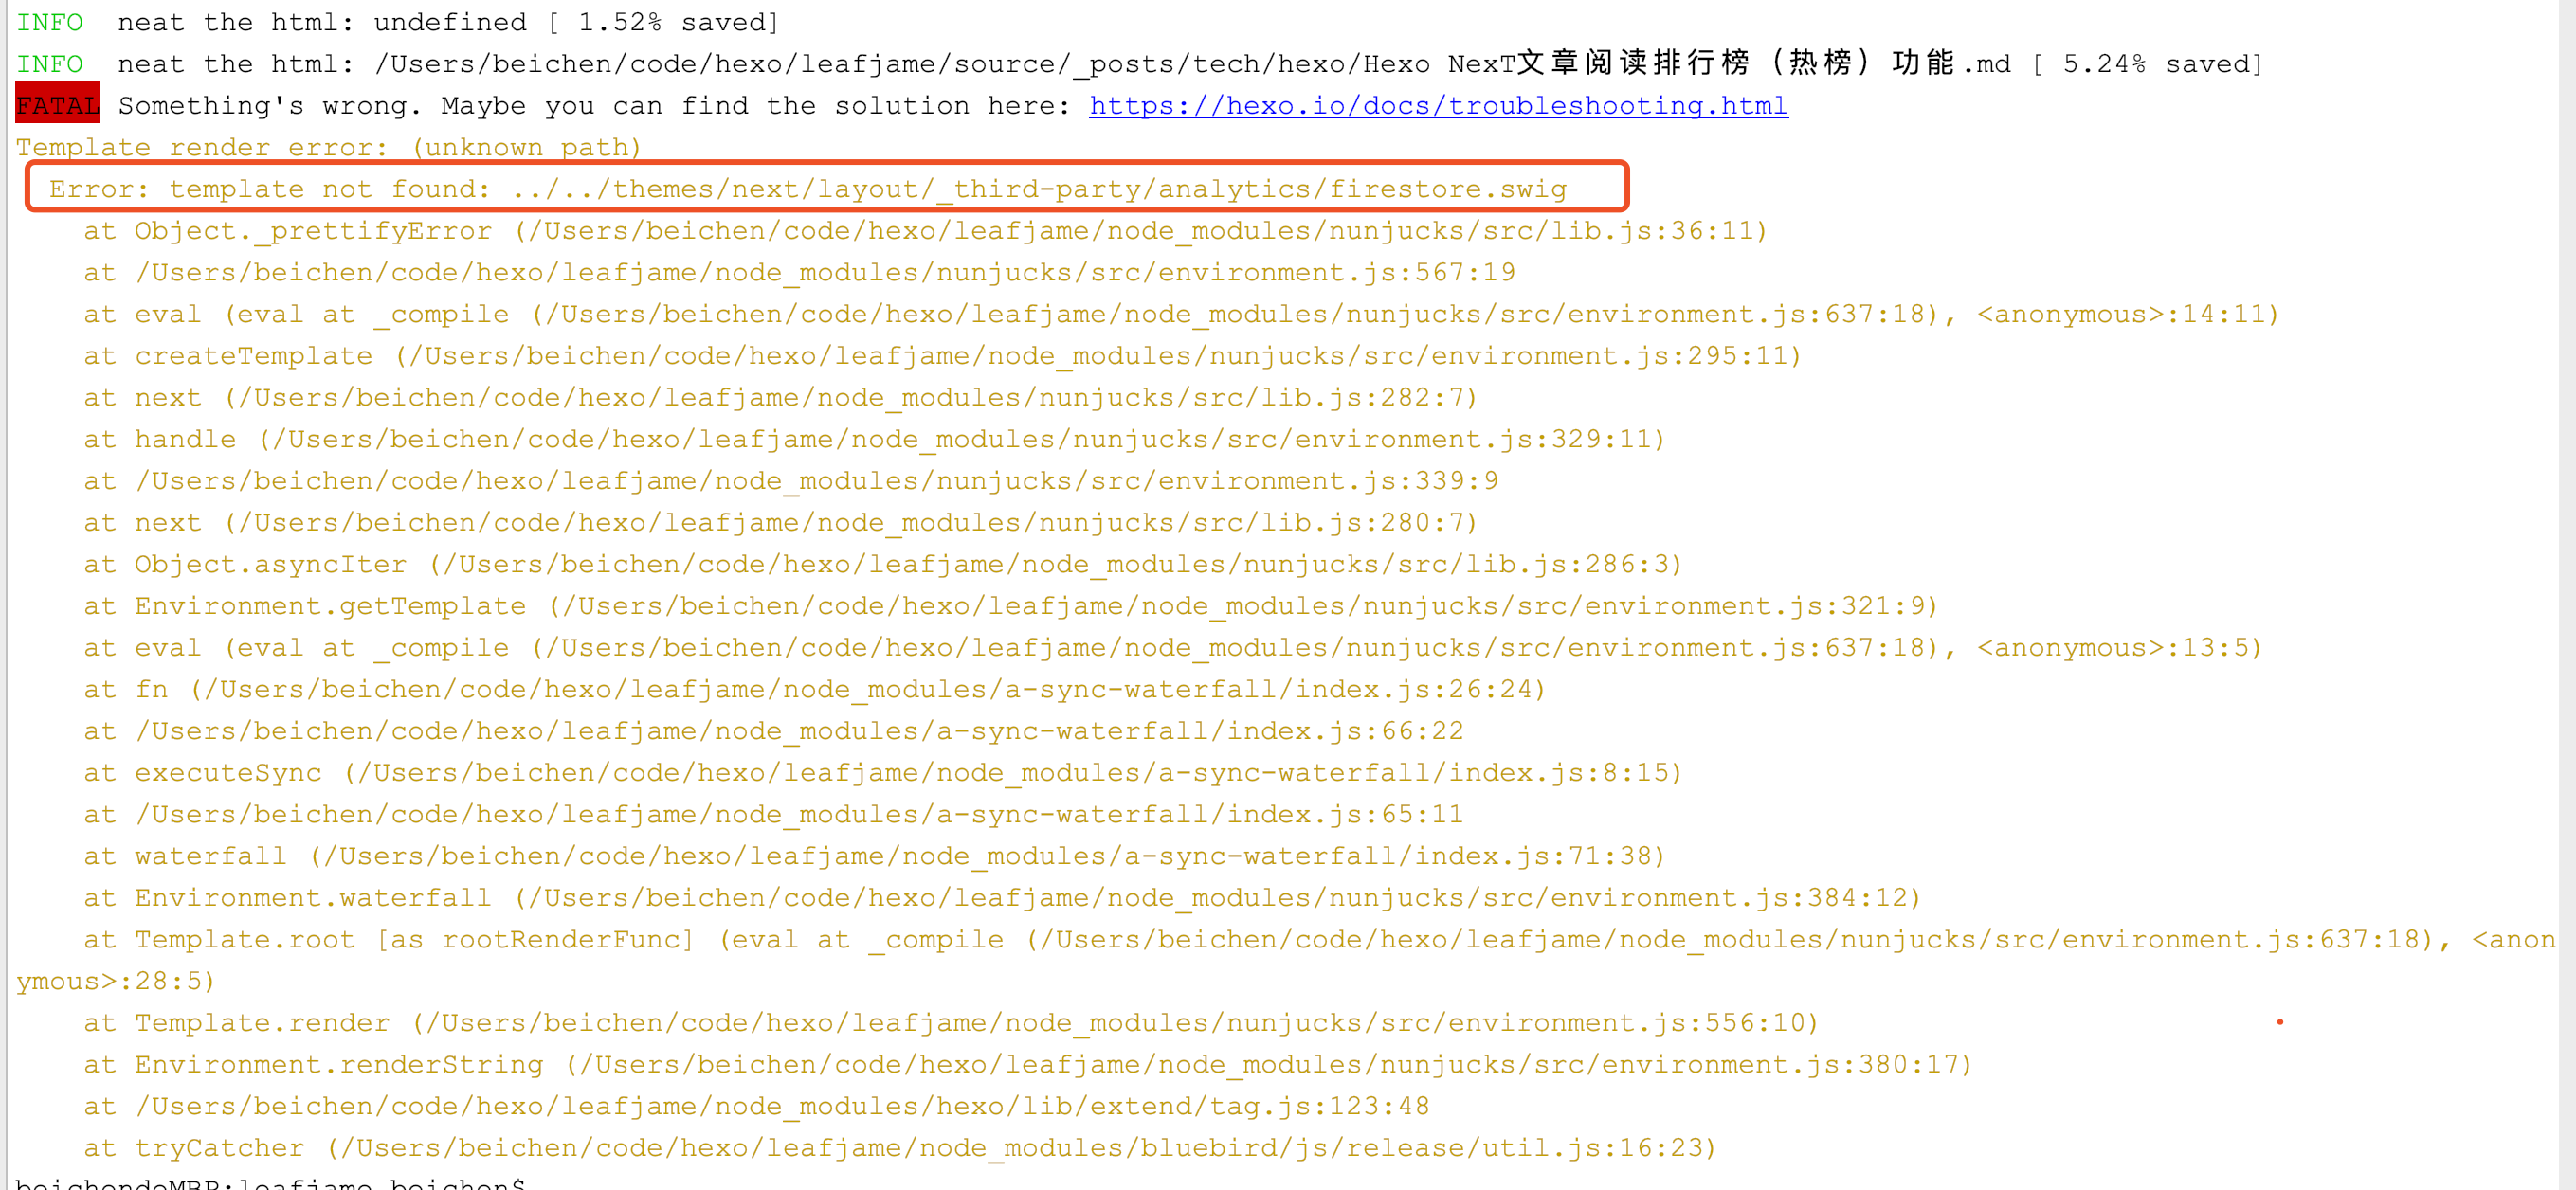 INFO  neat the html: undefined [ 1.52% saved]
INFO  neat the html: /Users/beichen/code/hexo/leafjame/source/_posts/tech/hexo/Hexo NexT文章阅读排行榜（热榜）功能.md [ 5.24% saved]
FATAL Something's wrong. Maybe you can find the solution here: https://hexo.io/docs/troubleshooting.html
Template render error: (unknown path)
  Error: template not found: ../../themes/next/layout/_third-party/analytics/firestore.swig
    at Object._prettifyError (/Users/beichen/code/hexo/leafjame/node_modules/nunjucks/src/lib.js:36:11)
    at /Users/beichen/code/hexo/leafjame/node_modules/nunjucks/src/environment.js:567:19
    at eval (eval at _compile (/Users/beichen/code/hexo/leafjame/node_modules/nunjucks/src/environment.js:637:18), <anonymous>:14:11)
    at createTemplate (/Users/beichen/code/hexo/leafjame/node_modules/nunjucks/src/environment.js:295:11)
    at next (/Users/beichen/code/hexo/leafjame/node_modules/nunjucks/src/lib.js:282:7)
    at handle (/Users/beichen/code/hexo/leafjame/node_modules/nunjucks/src/environment.js:329:11)
    at /Users/beichen/code/hexo/leafjame/node_modules/nunjucks/src/environment.js:339:9
    at next (/Users/beichen/code/hexo/leafjame/node_modules/nunjucks/src/lib.js:280:7)
    at Object.asyncIter (/Users/beichen/code/hexo/leafjame/node_modules/nunjucks/src/lib.js:286:3)
    at Environment.getTemplate (/Users/beichen/code/hexo/leafjame/node_modules/nunjucks/src/environment.js:321:9)
    at eval (eval at _compile (/Users/beichen/code/hexo/leafjame/node_modules/nunjucks/src/environment.js:637:18), <anonymous>:13:5)
    at fn (/Users/beichen/code/hexo/leafjame/node_modules/a-sync-waterfall/index.js:26:24)
    at /Users/beichen/code/hexo/leafjame/node_modules/a-sync-waterfall/index.js:66:22
    at executeSync (/Users/beichen/code/hexo/leafjame/node_modules/a-sync-waterfall/index.js:8:15)
    at /Users/beichen/code/hexo/leafjame/node_modules/a-sync-waterfall/index.js:65:11
    at waterfall (/Users/beichen/code/hexo/leafjame/node_modules/a-sync-waterfall/index.js:71:38)
    at Environment.waterfall (/Users/beichen/code/hexo/leafjame/node_modules/nunjucks/src/environment.js:384:12)
    at Template.root [as rootRenderFunc] (eval at _compile (/Users/beichen/code/hexo/leafjame/node_modules/nunjucks/src/environment.js:637:18), <anon
ymous>:28:5)
    at Template.render (/Users/beichen/code/hexo/leafjame/node_modules/nunjucks/src/environment.js:556:10)
    at Environment.renderString (/Users/beichen/code/hexo/leafjame/node_modules/nunjucks/src/environment.js:380:17)
    at /Users/beichen/code/hexo/leafjame/node_modules/hexo/lib/extend/tag.js:123:48
    at tryCatcher (/Users/beichen/code/hexo/leafjame/node_modules/bluebird/js/release/util.js:16:23)
beichendeMBP:leafjame beichen$